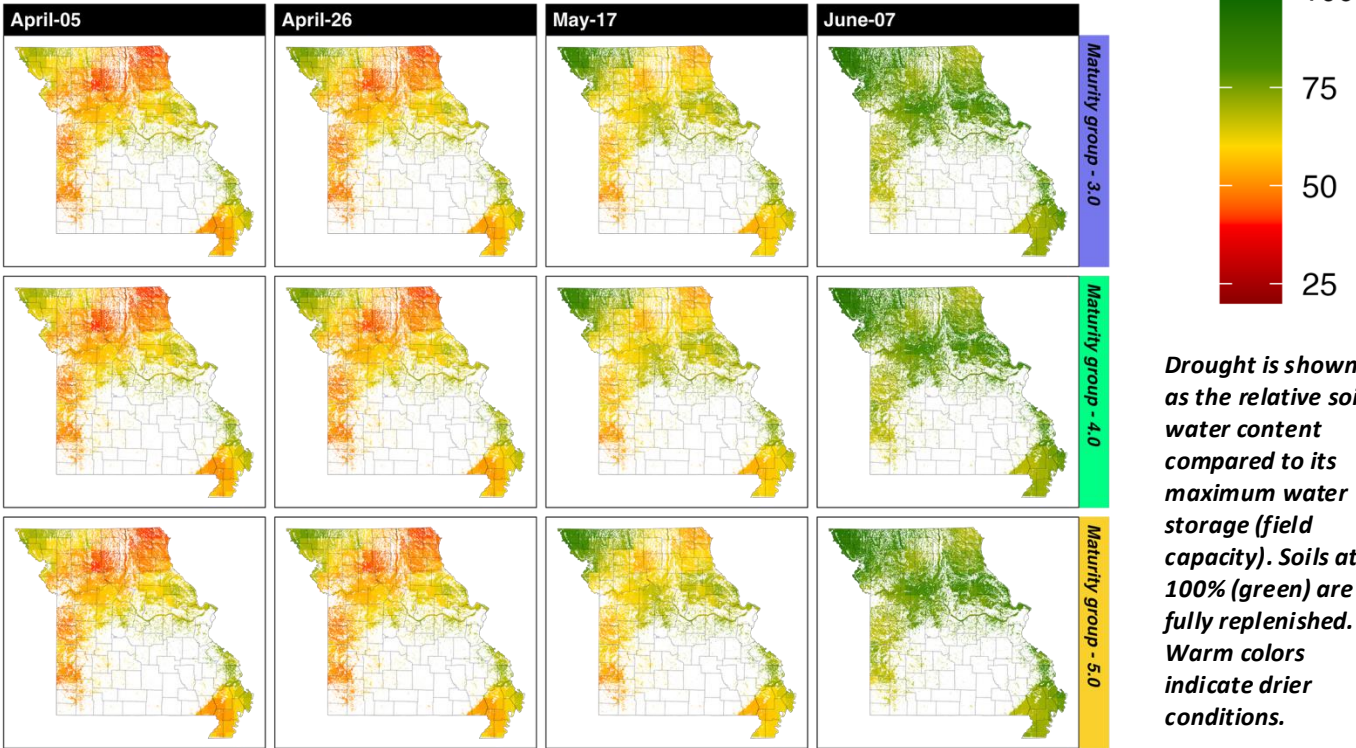 April-05
April-26
May-17
June-07
Maturity group - 3.0
Maturity group - 4.0
Maturity group - 5.0
75
50
25
Drought is shown
as the relative soi
water content
compared to its
maximum water
storage (field
capacity). Soils at
100% (green) are
fully replenished.
Warm colors
indicate drier
conditions.